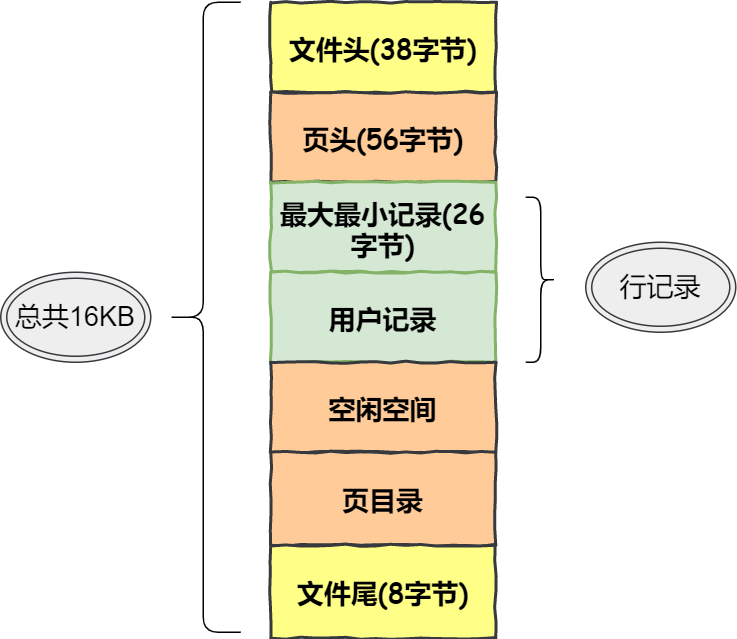 文件头(38字节)
页头(56字节)
最大最小记录(26
字节)
用户记录
空闲空间
页目录
文件尾(8字节)
总共16KB
行记录